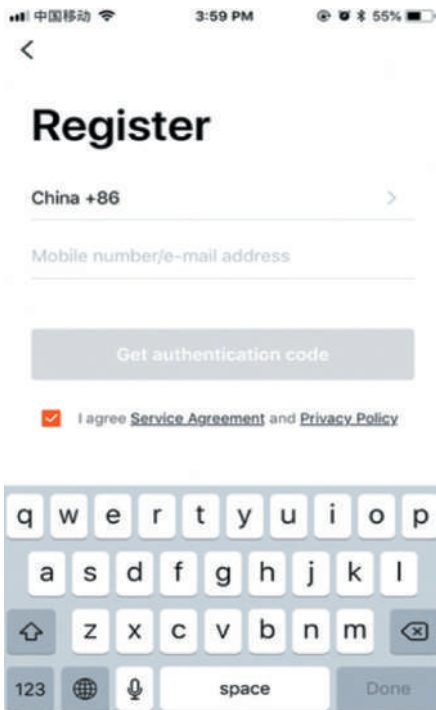 中国移动 3:59 PM 55%
Register
China +86
Mobile number/e-mail address
Get authentication code
I agree Service Agreement and Privacy Policy
q w e r t y u i o p
a s d f g h j k l
z x c v b n m
123 space Done